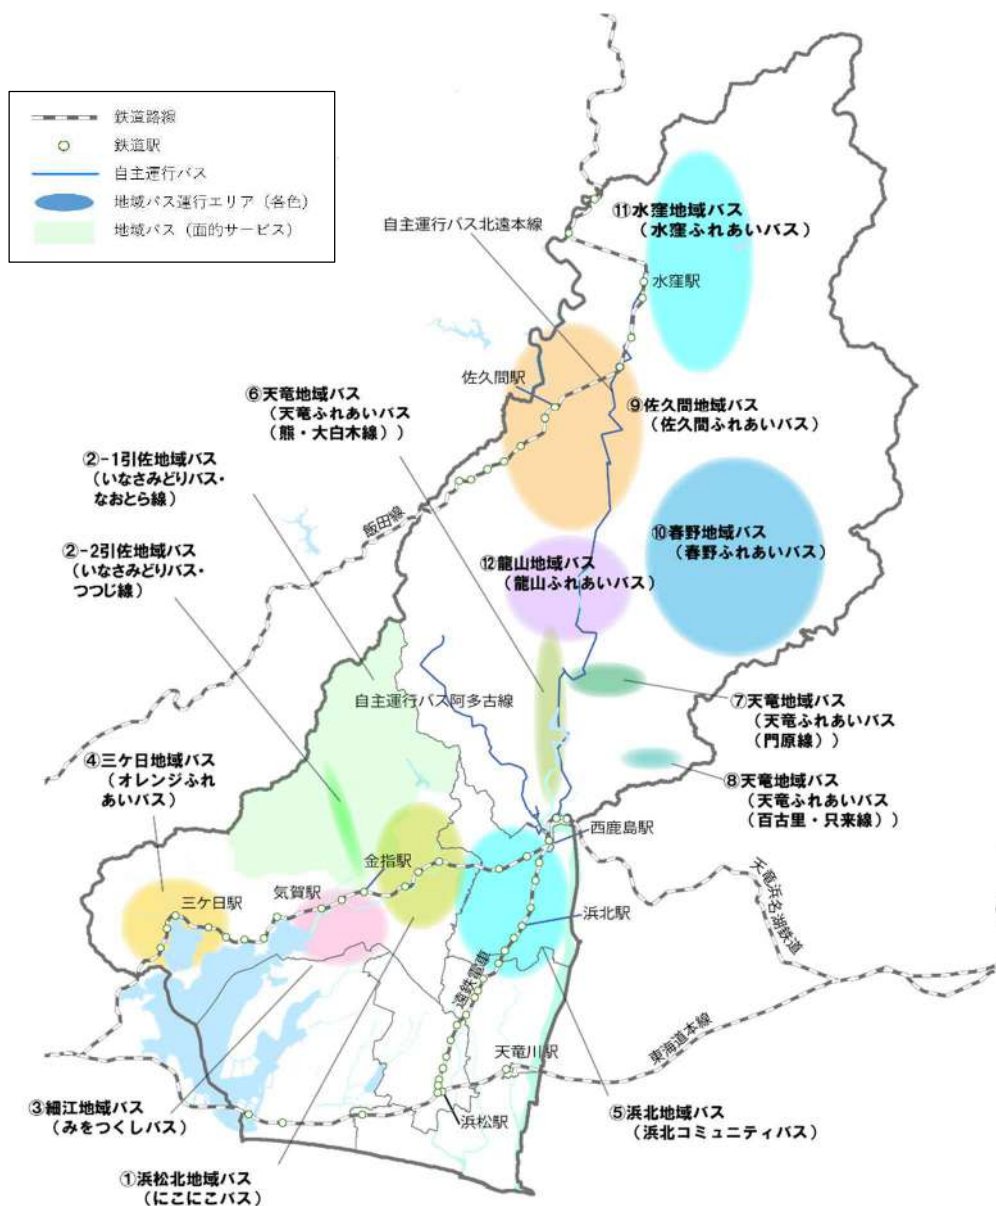 鉄道路線
鉄道駅
自主運行バス
地域バス運行エリア（各色）
地域バス（面的サービス）
自主運行バス北遠本線
⑪水窪地域バス
（水窪ふれあいバス）
水窪駅
佐久間駅
⑥天竜地域バス
（天竜ふれあいバス
（熊・大白木線））
⑨佐久間地域バス
（佐久間ふれあいバス）
②-1引佐地域バス
（いなさみどりバス・
なおとら線）
飯田線
②-2引佐地域バス
（いなさみどりバス・
つつじ線）
⑩春野地域バス
（春野ふれあいバス）
⑫龍山地域バス
（龍山ふれあいバス）
自主運行バス阿多古線
⑦天竜地域バス
（天竜ふれあいバス
（門原線））
④三ケ日地域バス
（オレンジふれ
あいバス）
⑧天竜地域バス
（天竜ふれあいバス
（百古里・只来線））
西鹿島駅
金指駅
気賀駅
三ケ日駅
浜北駅
天竜浜名湖鉄道
遠鉄電車
東海道本線
天竜川駅
③細江地域バス
（みをつくしバス）
浜松駅
⑤浜北地域バス
（浜北コミュニティバス）
①浜松北地域バス
（にこにこバス）